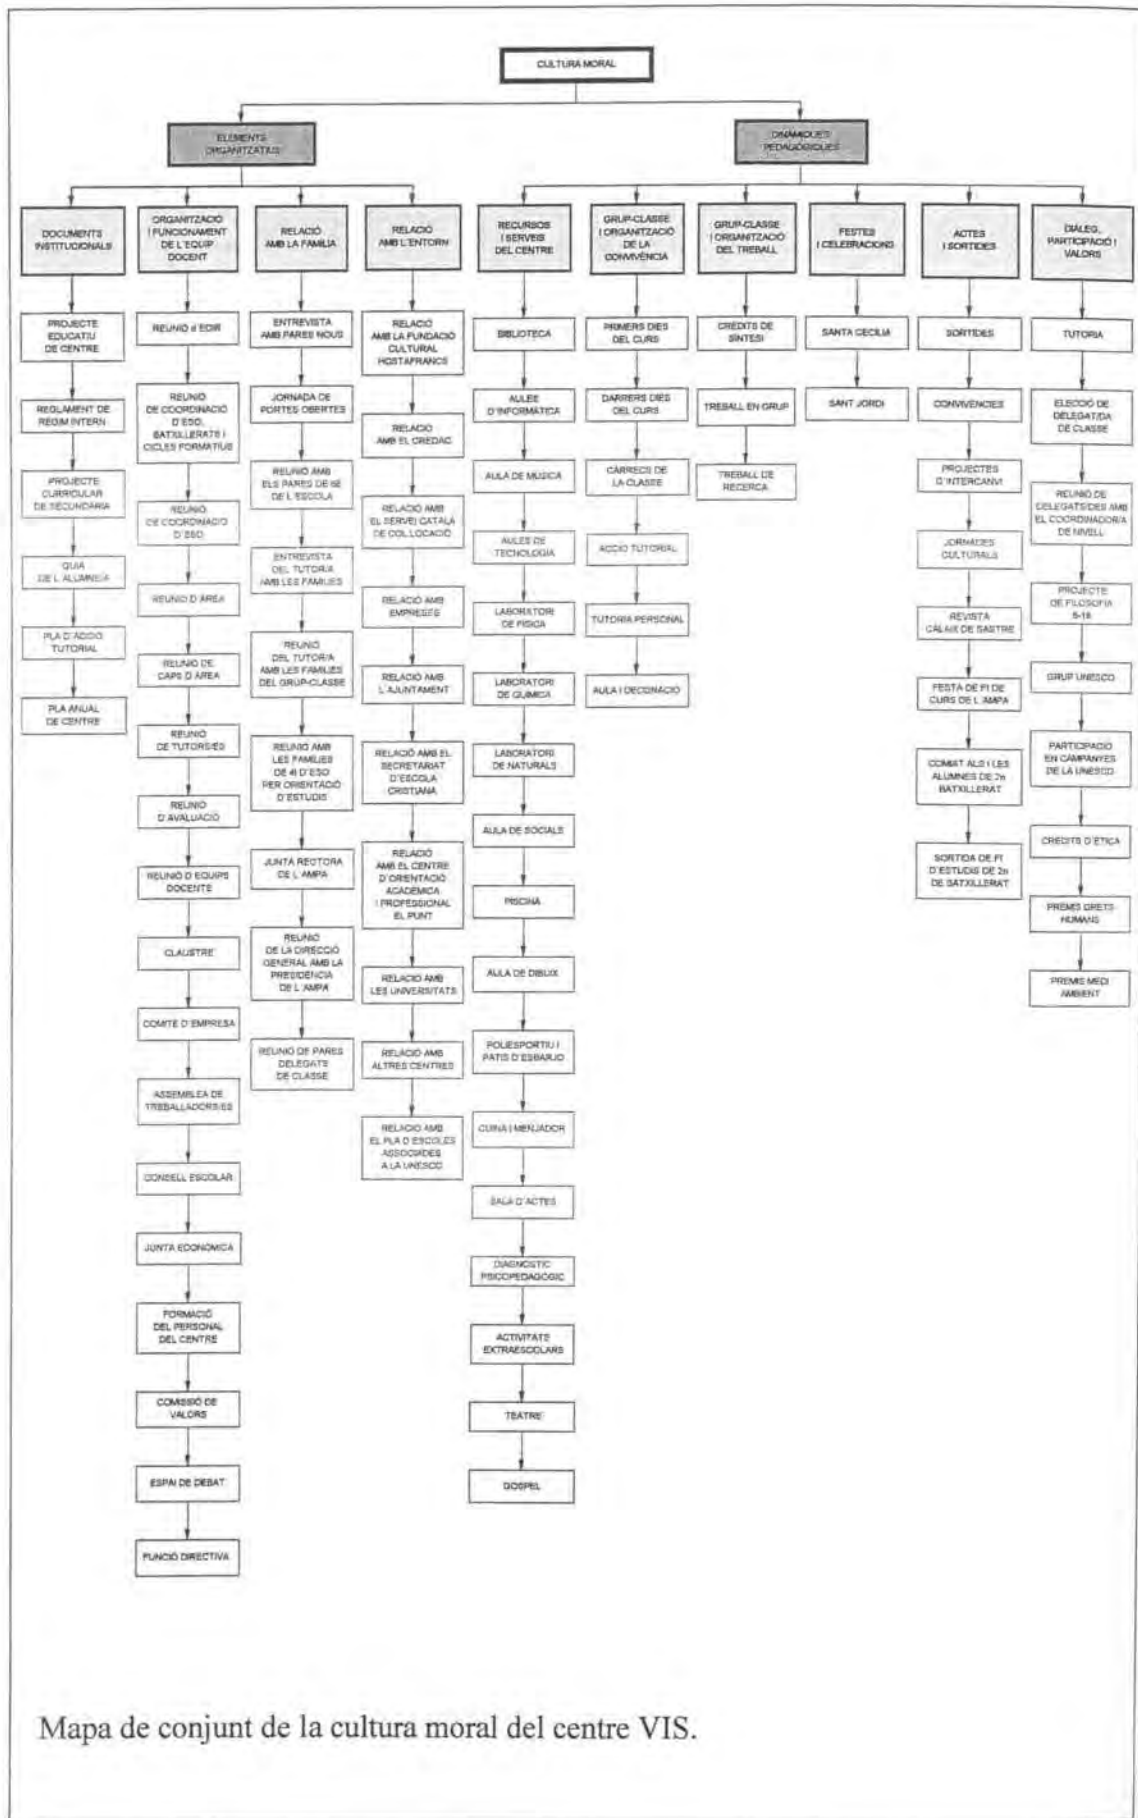 CULTURA MORAL
ELEMENTS
ORGANITZATIUS
DINÀMIQUES
PEDAGÒGIQUES
DOCUMENTS
INSTITUCIONALS
ORGANITZACIÓ
I FUNCIONAMENT
DE L'EQUIP
DOCENT
RELACIÓ
AMB LA FAMÍLIA
RELACIÓ
AMB L'ENTORN
RECURSOS
I SERVEIS
DEL CENTRE
GRUP-CLASSE
I ORGANITZACIÓ
DE LA
CONVIVÈNCIA
GRUP-CLASSE
I ORGANITZACIÓ
DEL TREBALL
FESTES
I CELEBRACIONS
ACTES
I SORTIDES
DIÀLEG,
PARTICIPACIÓ I
VALORS
PROJECTE
EDUCATIU
DE CENTRE
REGLAMENT DE
RÈGIM INTERN
PROJECTE
CURRICULAR
DE SECUNDÀRIA
GUIA
DE L'ALUMNE/A
PLA D'ACCIÓ
TUTORIAL
PLA ANUAL
DE CENTRE
REUNIÓ d'EDIR
REUNIÓ
DE COORDINACIÓ
D'ESO,
BATXILLERATS I
CICLES FORMATIUS
REUNIÓ
DE COORDINACIÓ
D'ESO
REUNIÓ D'ÀREA
REUNIÓ DE
CAPS D'ÀREA
REUNIÓ
DE TUTORS/ES
REUNIÓ
D'AVALUACIÓ
REUNIÓ D'EQUIPS
DOCENTS
CLAUSTRE
COMITÈ D'EMPRESA
ASSEMBLEA DE
TREBALLADORS/ES
CONSELL ESCOLAR
JUNTA ECONÒMICA
FORMACIÓ
DEL PERSONAL
DEL CENTRE
COMISSIÓ DE
VALORS
ESPAI DE DEBAT
FUNCIÓ DIRECTIVA
ENTREVISTA
AMB PARES NOUS
JORNADA DE
PORTES OBERTES
REUNIÓ AMB
ELS PARES DE 6È
DE L'ESCOLA
ENTREVISTA
DEL TUTOR/A
AMB LES FAMÍLIES
REUNIÓ
DEL TUTOR/A
AMB LES FAMÍLIES
DEL GRUP-CLASSE
REUNIÓ AMB
LES FAMÍLIES
DE 4t D'ESO
PER ORIENTACIÓ
D'ESTUDIS
JUNTA RECTORA
DE L'AMPA
REUNIÓ
DE LA DIRECCIÓ
GENERAL AMB LA
PRESIDÈNCIA
DE L'AMPA
REUNIÓ DE PARES
DELEGATS
DE CLASSE
RELACIÓ
AMB LA FUNDACIÓ
CULTURAL
HOSTAFRANCS
RELACIÓ
AMB EL CREDAC
RELACIÓ AMB
EL SERVEI CATALÀ
DE COL·LOCACIÓ
RELACIÓ AMB
EMPRESES
RELACIÓ AMB
L'AJUNTAMENT
RELACIÓ AMB EL
SECRETARIAT
D'ESCOLA
CRISTIANA
RELACIÓ
AMB EL CENTRE
D'ORIENTACIÓ
ACADÈMICA
I PROFESSIONAL
EL PUNT
RELACIÓ AMB
LES UNIVERSITATS
RELACIÓ AMB
ALTRES CENTRES
RELACIÓ AMB
EL PLA D'ESCOLES
ASSOCIADES
A LA UNESCO
BIBLIOTECA
AULES
D'INFORMÀTICA
AULA DE MÚSICA
AULES DE
TECNOLOGIA
LABORATORI
DE FÍSICA
LABORATORI
DE QUÍMICA
LABORATORI
DE NATURALS
AULA DE SOCIALS
PISCINA
AULA DE DIBUIX
POLIESPORTIU I
PATIS D'ESBARJO
CUINA I MENJADOR
SALA D'ACTES
DIAGNÒSTIC
PSICOPEDAGÒGIC
ACTIVITATS
EXTRAESCOLARS
TEATRE
GOSPEL
PRIMERS DIES
DEL CURS
DARRERS DIES
DEL CURS
CÀRRECS DE
LA CLASSE
ACCIÓ TUTORIAL
TUTORIA PERSONAL
AULA I DECORACIÓ
CRÈDITS DE
SÍNTESI
TREBALL EN GRUP
TREBALL DE
RECERCA
SANTA CECÍLIA
SANT JORDI
SORTIDES
CONVIVÈNCIES
PROJECTES
D'INTERCANVI
JORNADES
CULTURALS
REVISTA
CALAIX DE SASTRE
FESTA DE FI DE
CURS DE L'AMPA
COMIAT ALS I LES
ALUMNES DE 2n
BATXILLERAT
SORTIDA DE FI
D'ESTUDIS DE 2n
DE BATXILLERAT
TUTORIA
ELECCIÓ DE
DELEGAT/DA
DE CLASSE
REUNIÓ DE
DELEGATS/DES AMB
EL COORDINADOR/A
DE NIVELL
PROJECTE
DE FILOSOFIA
6-18
GRUP UNESCO
PARTICIPACIÓ
EN CAMPANYES
DE LA UNESCO
CRÈDITS D'ÈTICA
PREMIS DRETS
HUMANS
PREMIS MEDI
AMBIENT
Mapa de conjunt de la cultura moral del centre VIS.